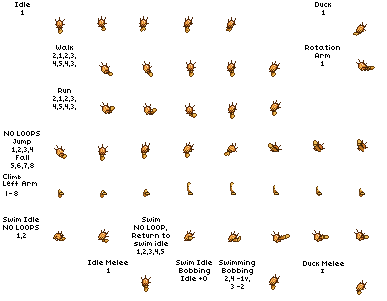 Idle
1
Duck
1
Walk
2,1,2,3,
4,5,4,3,
Rotation
Arm
1
Run
2,1,2,3,
4,5,4,3,
NO LOOPS
Jump
1,2,3,4
Fall
5,6,7,8
Climb
Left Arm
1 - 8
Swim Idle
NO LOOPS
1,2
Swim
NO LOOP,
Return to
swim idle
1,2,3,4,5
Idle Melee
1
Swim Idle
Bobbing
Idle +0
Swimming
Bobbing
2,4 -1v,
3 -2
Duck Melee
1